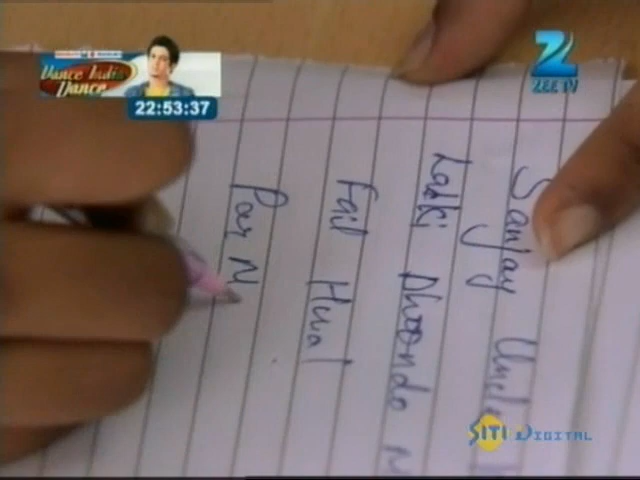 Dance India
Dance
22:53:37
ZEE TV
Sanjay
Ladki Dhoondo
Fail Hua
Par N
SITI DIGITAL